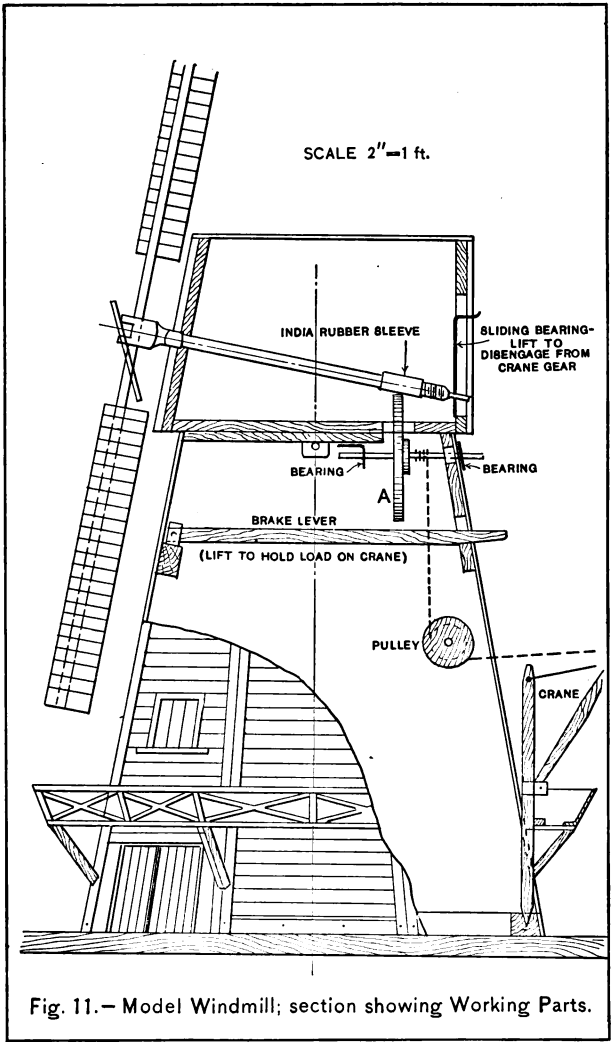 SCALE 2"=1 ft.
INDIA RUBBER SLEEVE
SLIDING BEARING-
LIFT TO
DISENGAGE FROM
CRANE GEAR
BEARING
BEARING
A
BRAKE LEVER
(LIFT TO HOLD LOAD ON CRANE)
PULLEY
CRANE
Fig. 11.— Model Windmill; section showing Working Parts.